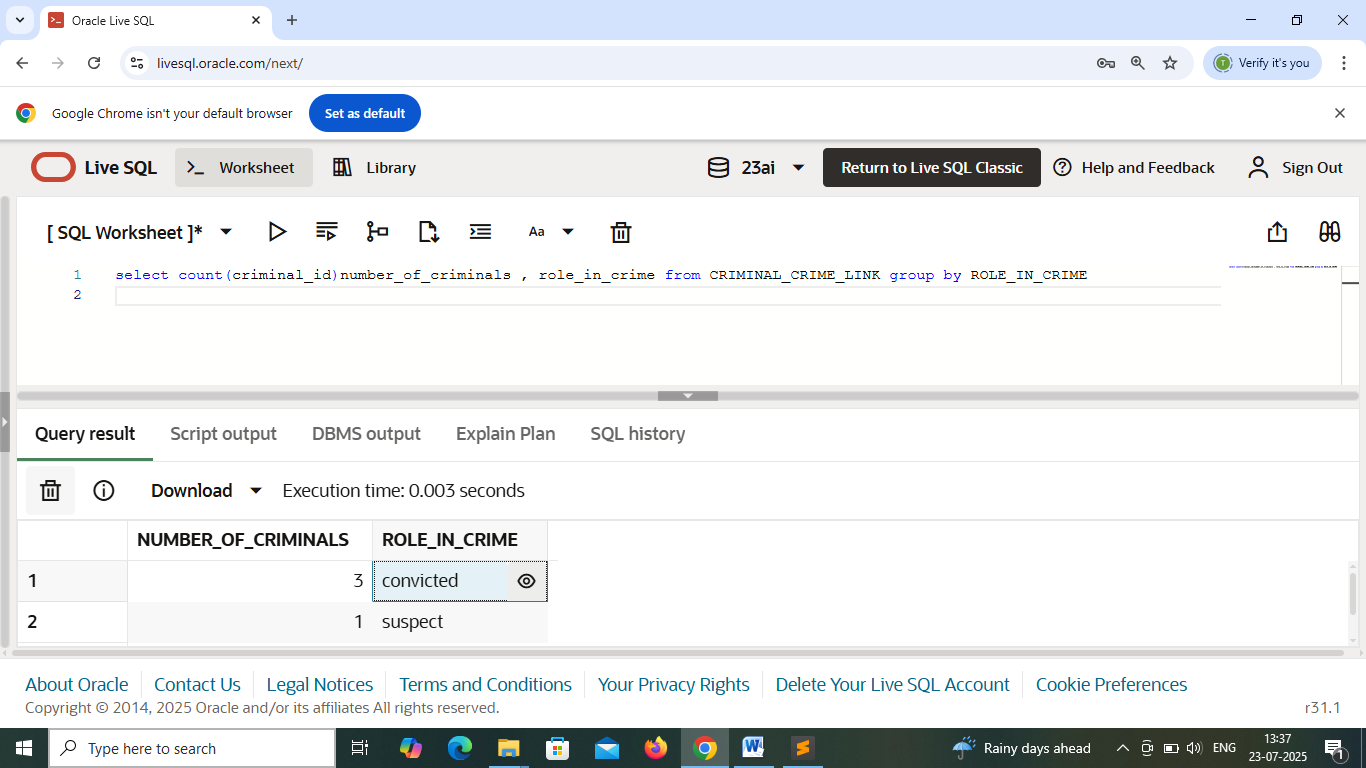 Oracle Live SQL
livesql.oracle.com/next/
T
Verify it's you
Google Chrome isn't your default browser
Set as default
Live SQL
Worksheet
Library
23ai
Return to Live SQL Classic
Help and Feedback
Sign Out
[ SQL Worksheet ]*
Aa
1 select count(criminal_id)number_of_criminals , role_in_crime from CRIMINAL_CRIME_LINK group by ROLE_IN_CRIME
2
Query result
Script output
DBMS output
Explain Plan
SQL history
Download
Execution time: 0.003 seconds
NUMBER_OF_CRIMINALS ROLE_IN_CRIME
1 3 convicted
2 1 suspect
About Oracle
Contact Us
Legal Notices
Terms and Conditions
Your Privacy Rights
Delete Your Live SQL Account
Cookie Preferences
Copyright © 2014, 2025 Oracle and/or its affiliates All rights reserved.
r31.1
Type here to search
Rainy days ahead
ENG
13:37
23-07-2025
1